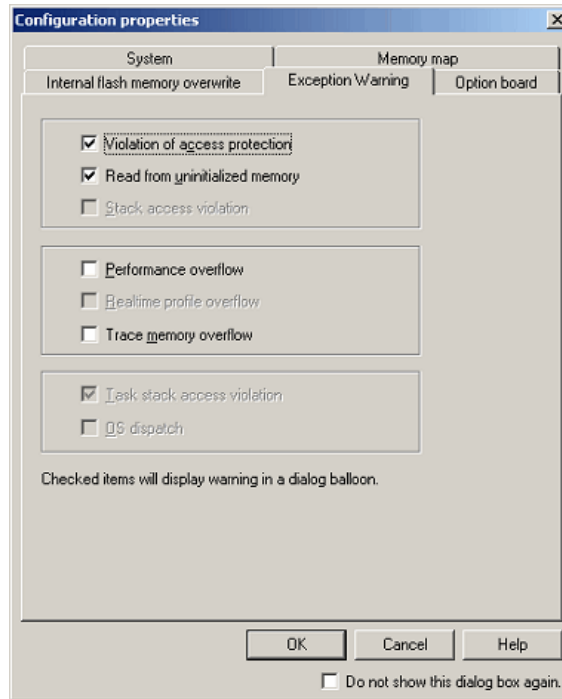 Configuration properties
System
Memory map
Internal flash memory overwrite
Exception Warning
Option board
Violation of access protection
Read from uninitialized memory
Stack access violation
Performance overflow
Realtime profile overflow
Trace memory overflow
Task stack access violation
OS dispatch
Checked items will display warning in a dialog balloon.
OK
Cancel
Help
Do not show this dialog box again.